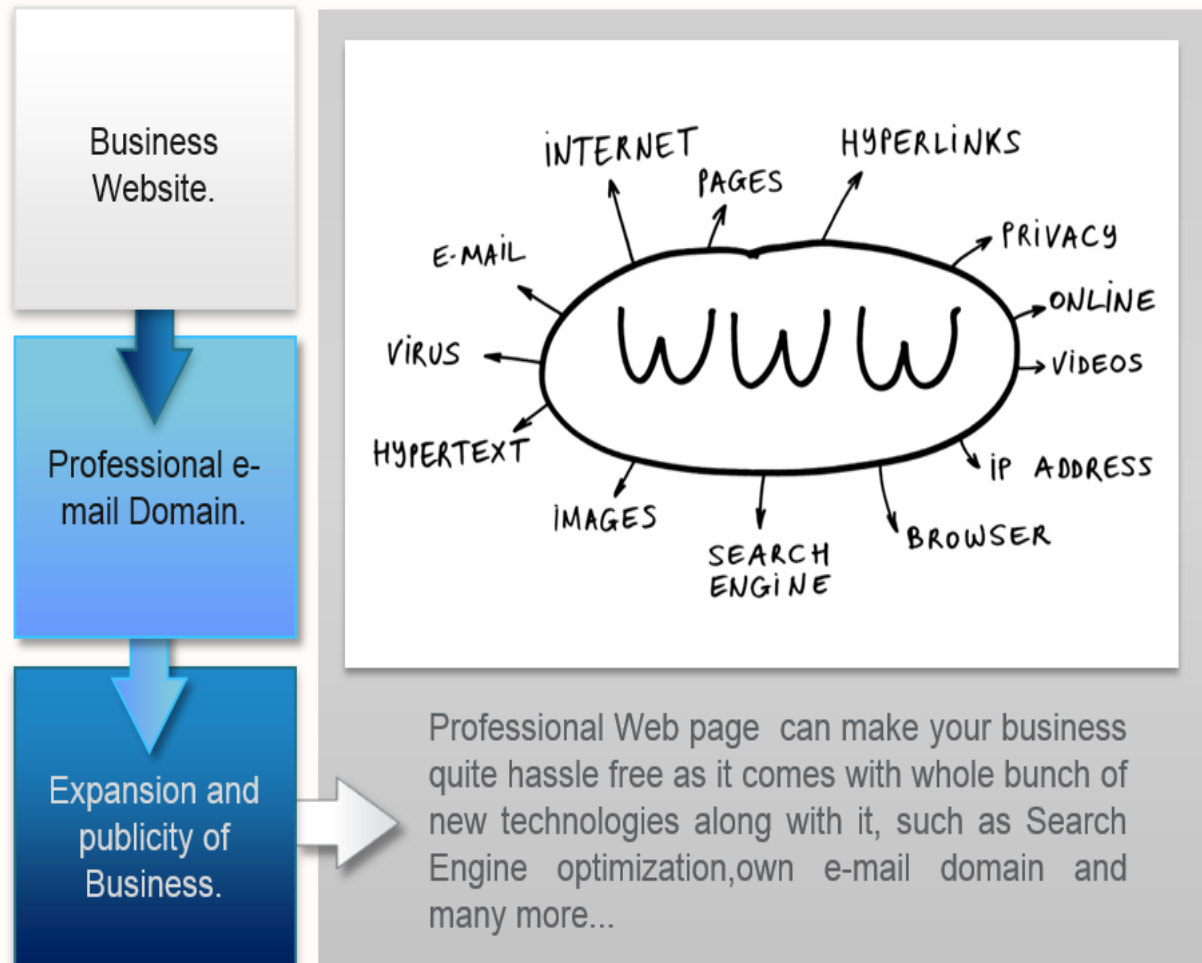 Business
Website.
Professional e-
mail Domain.
Expansion and
publicity of
Business.
INTERNET
HYPERLINKS
PAGES
PRIVACY
E-MAIL
ONLINE
VIRUS
VIDEOS
WWW
HYPERTEXT
IP ADDRESS
IMAGES
BROWSER
SEARCH
ENGINE
Professional Web page can make your business
quite hassle free as it comes with whole bunch of
new technologies along with it, such as Search
Engine optimization,own e-mail domain and
many more...